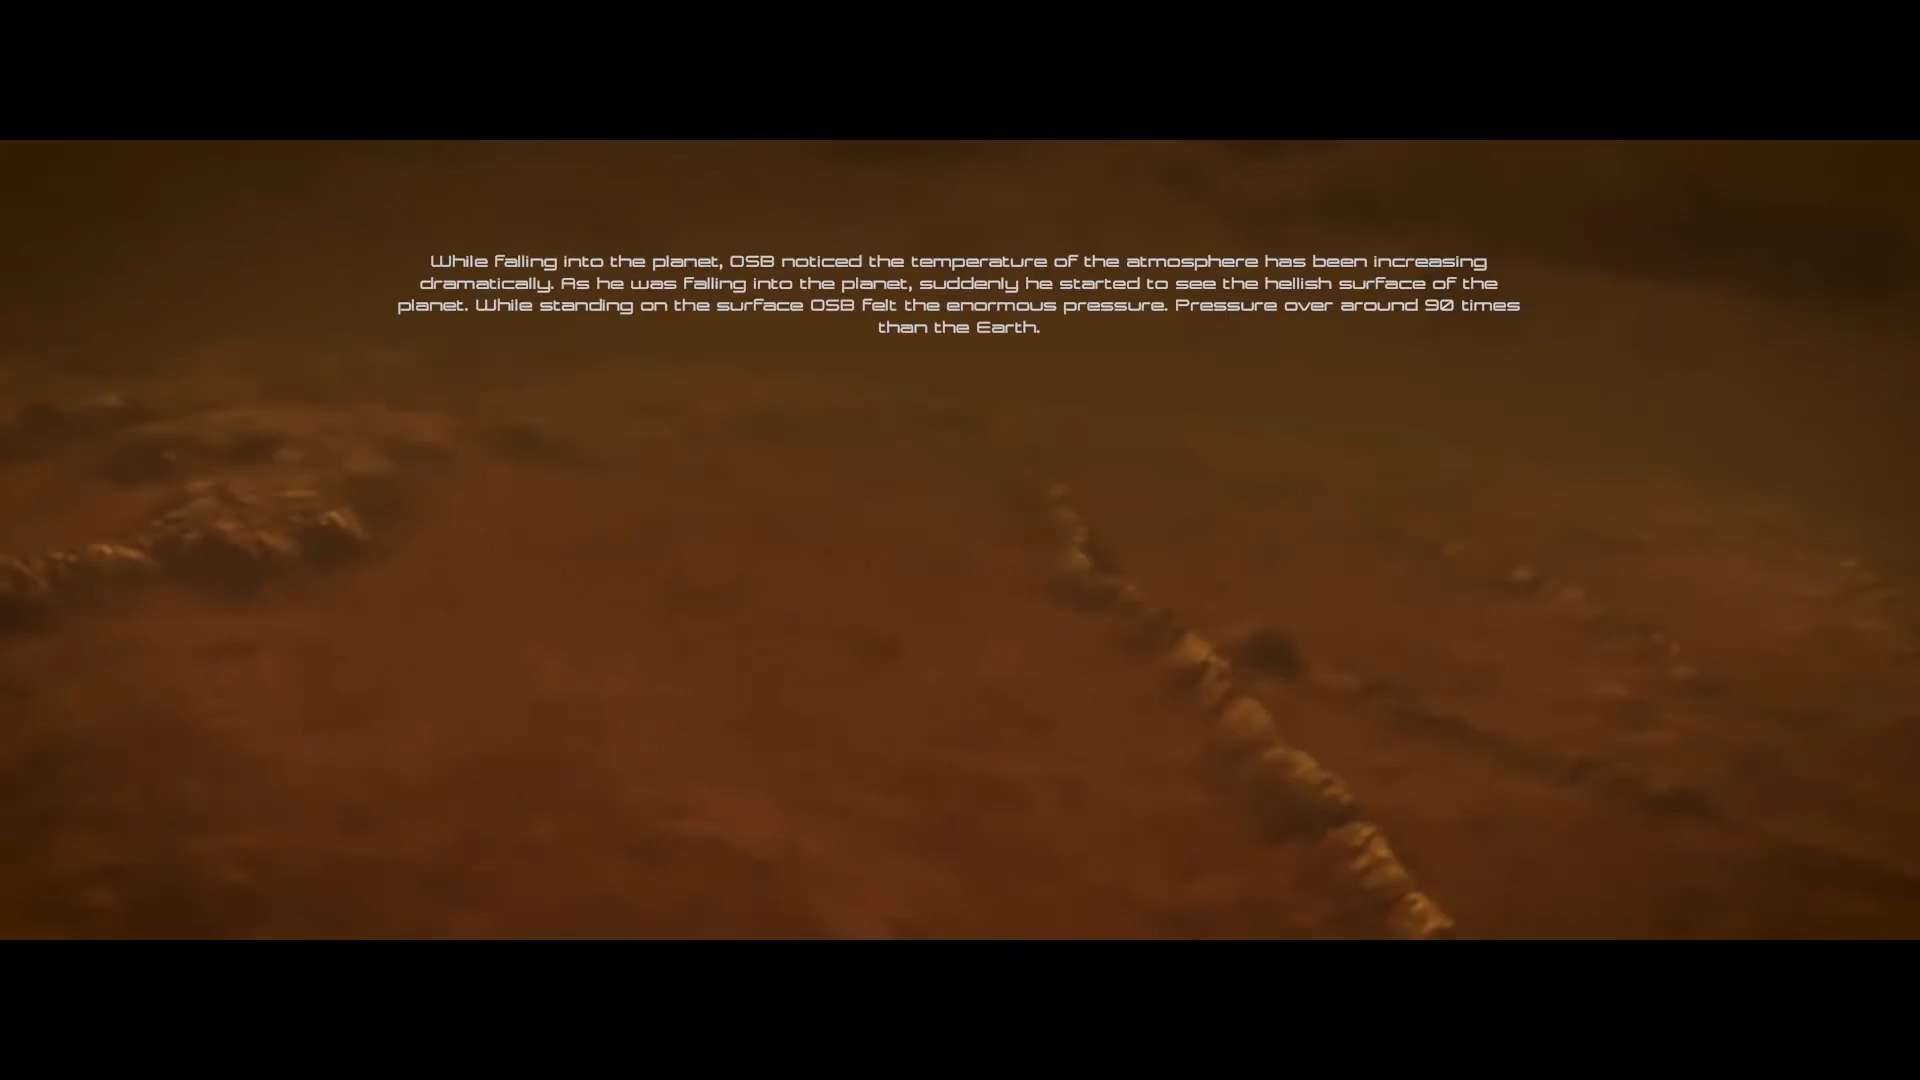 While falling into the planet, OSB noticed the temperature of the atmosphere has been increasing
dramatically. As he was falling into the planet, suddenly he started to see the hellish surface of the
planet. While standing on the surface OSB felt the enormous pressure. Pressure over around 90 times
than the Earth.